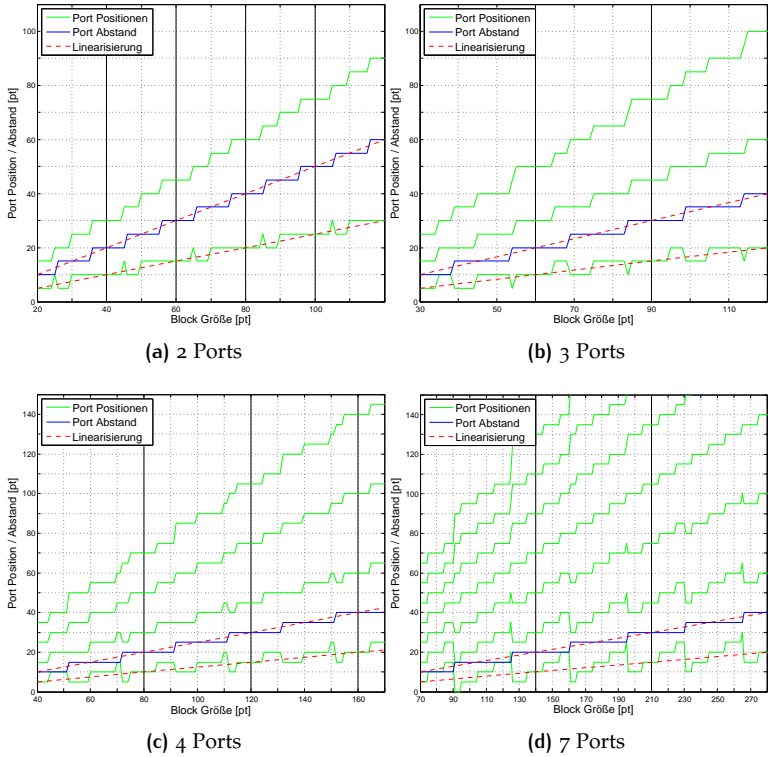 Port Positionen
Port Abstand
Linearisierung
Port Position / Abstand [pt]
100
80
60
40
20
0
20 40 60 80 100
Block Größe [pt]
(a) 2 Ports
Port Positionen
Port Abstand
Linearisierung
Port Position / Abstand [pt]
100
80
60
40
20
0
30 50 70 90 110
Block Größe [pt]
(b) 3 Ports
Port Positionen
Port Abstand
Linearisierung
Port Position / Abstand [pt]
140
120
100
80
60
40
20
0
40 60 80 100 120 140 160
Block Größe [pt]
(c) 4 Ports
Port Positionen
Port Abstand
Linearisierung
Port Position / Abstand [pt]
140
120
100
80
60
40
20
0
70 90 110 130 150 170 190 210 230 250 270
Block Größe [pt]
(d) 7 Ports